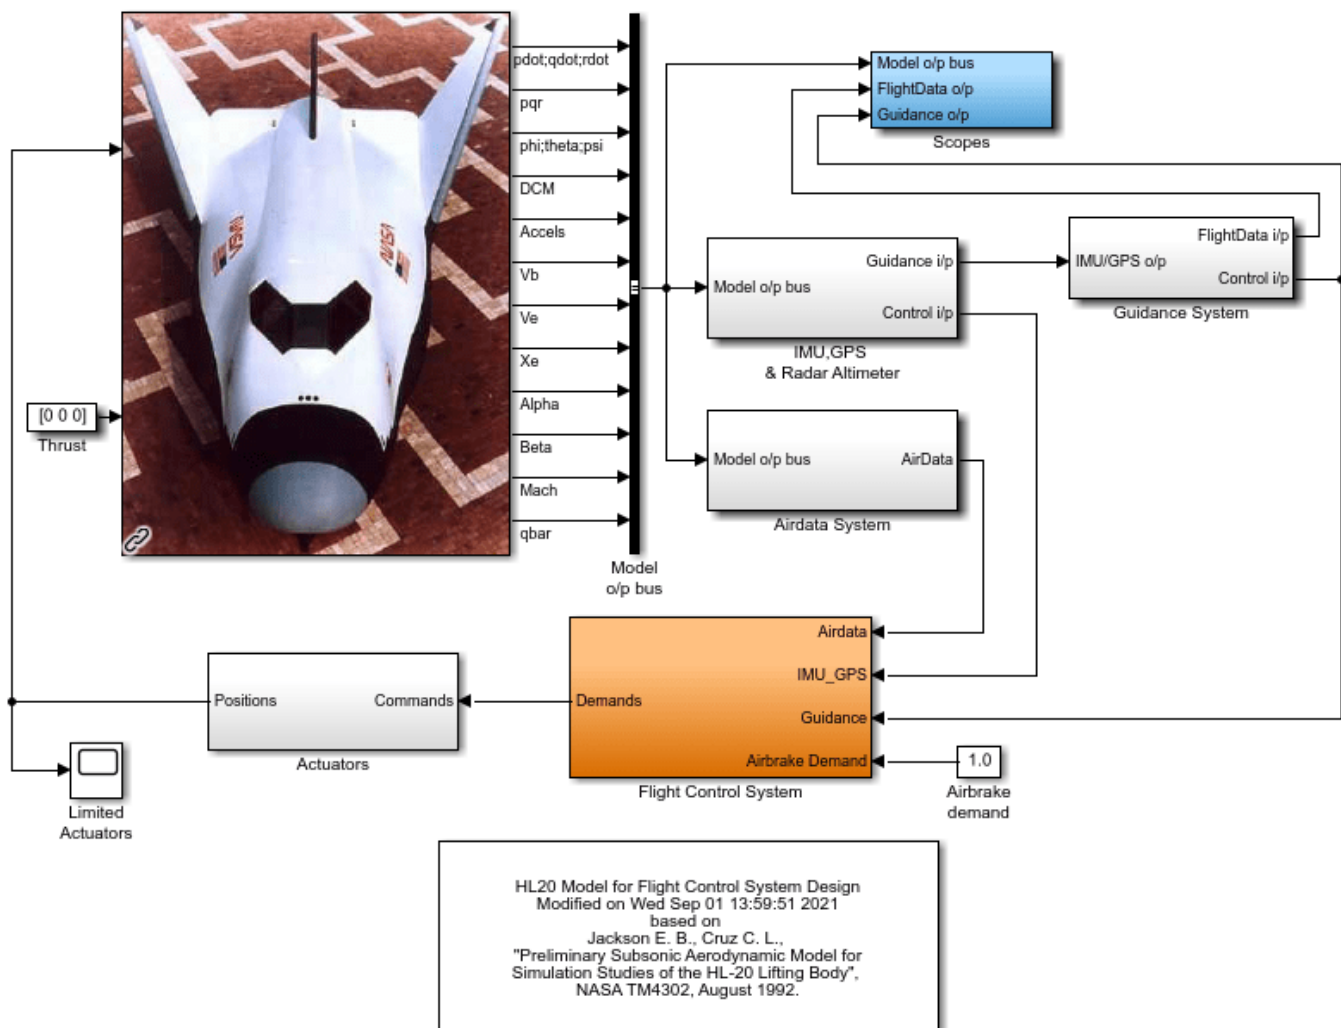 pdot;qdot;rdot
pqr
phi;theta;psi
DCM
Accels
Vb
Ve
Xe
Alpha
Beta
Mach
qbar
NASA
[0 0 0]
Thrust
Model
o/p bus
Model o/p bus
FlightData o/p
Guidance o/p
Scopes
Guidance i/p
Model o/p bus
Control i/p
IMU,GPS
& Radar Altimeter
FlightData i/p
IMU/GPS o/p
Control i/p
Guidance System
Model o/p bus AirData
Airdata System
Airdata
IMU_GPS
Demands
Guidance
Airbrake Demand
Flight Control System
1.0
Airbrake
demand
Positions Commands
Actuators
Limited
Actuators
HL20 Model for Flight Control System Design
Modified on Wed Sep 01 13:59:51 2021
based on
Jackson E. B., Cruz C. L.,
"Preliminary Subsonic Aerodynamic Model for
Simulation Studies of the HL-20 Lifting Body",
NASA TM4302, August 1992.